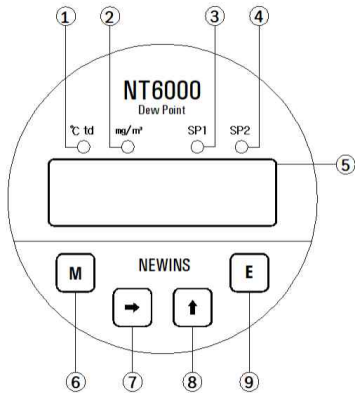 ① ② ③ ④
NT6000
Dew Point
℃ td mg/m³ SP1 SP2
⑤
M NEWINS E
➡ ⬆
⑥ ⑦ ⑧ ⑨